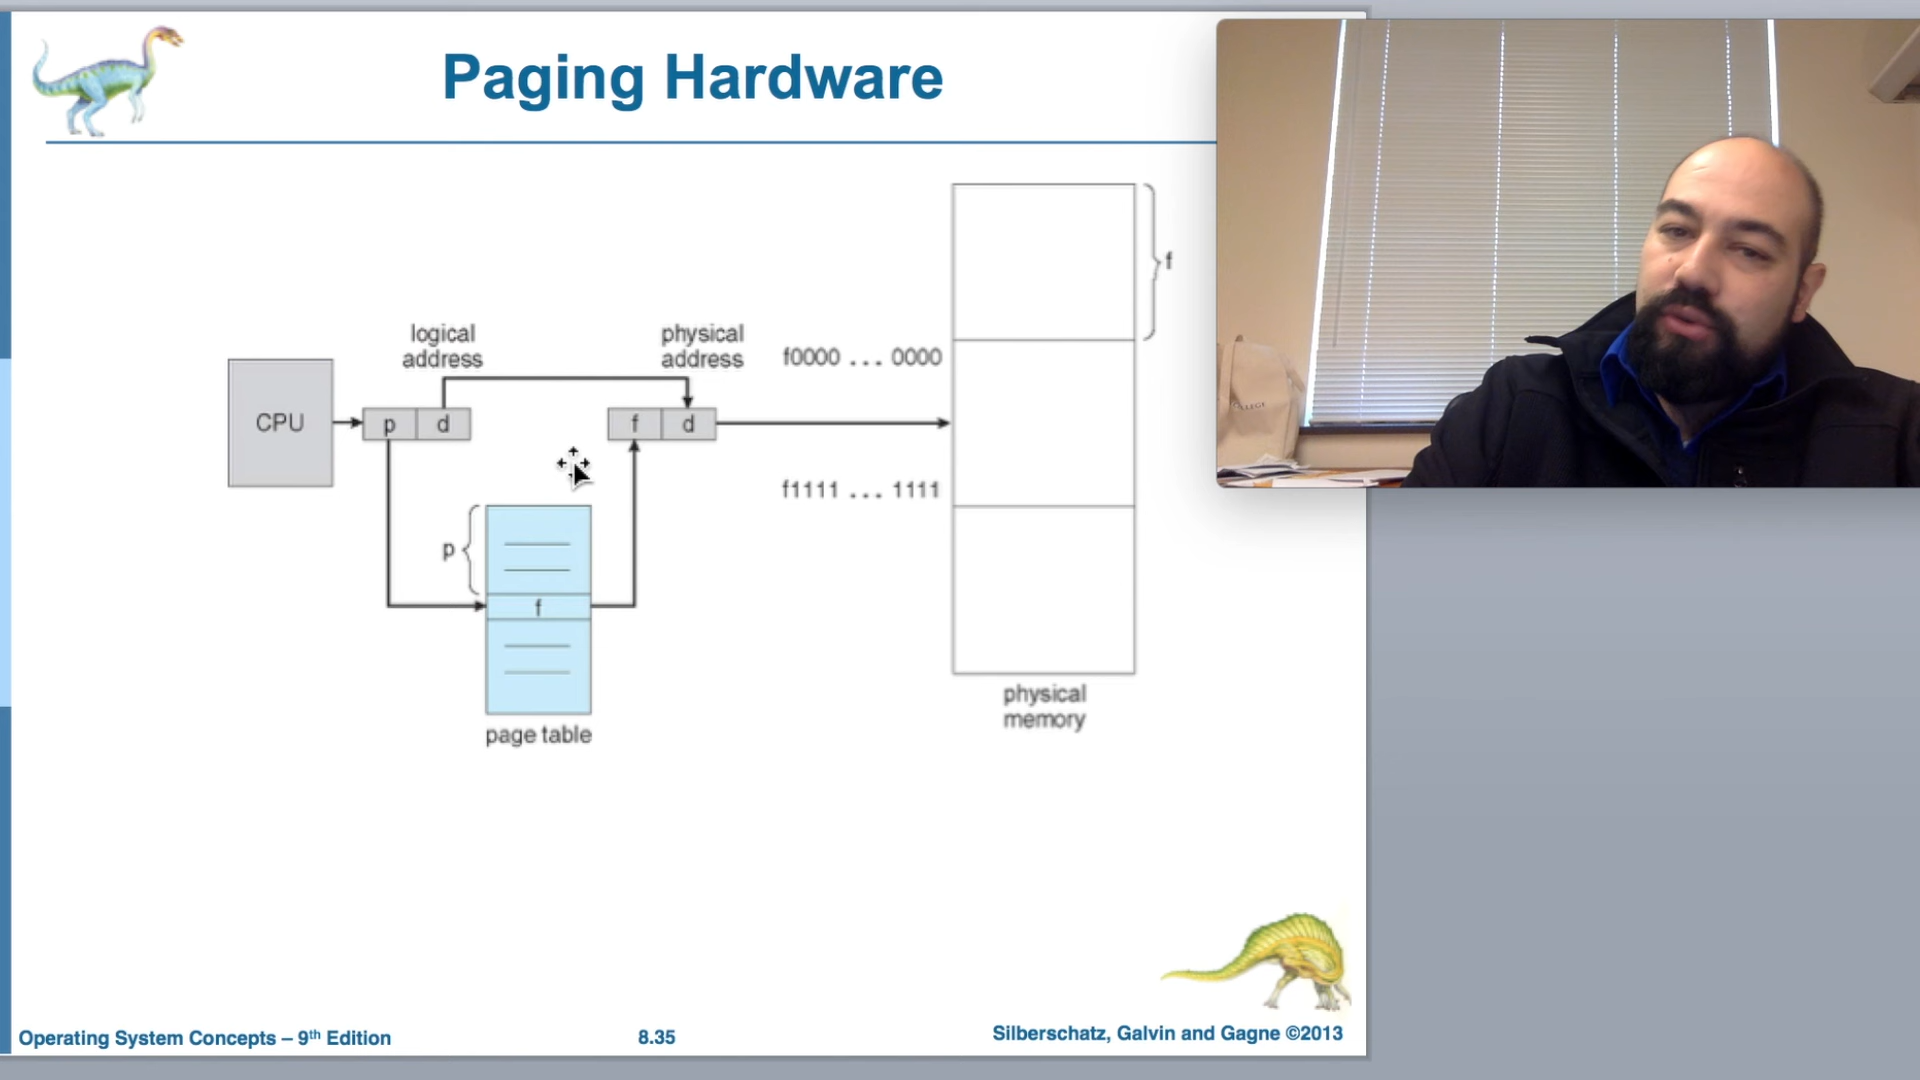 Paging Hardware
f
logical
address
physical
address
f0000 ... 0000
CPU
p
d
f
d
f1111 ... 1111
p
f
page table
physical
memory
Operating System Concepts – 9th Edition
8.35
Silberschatz, Galvin and Gagne ©2013